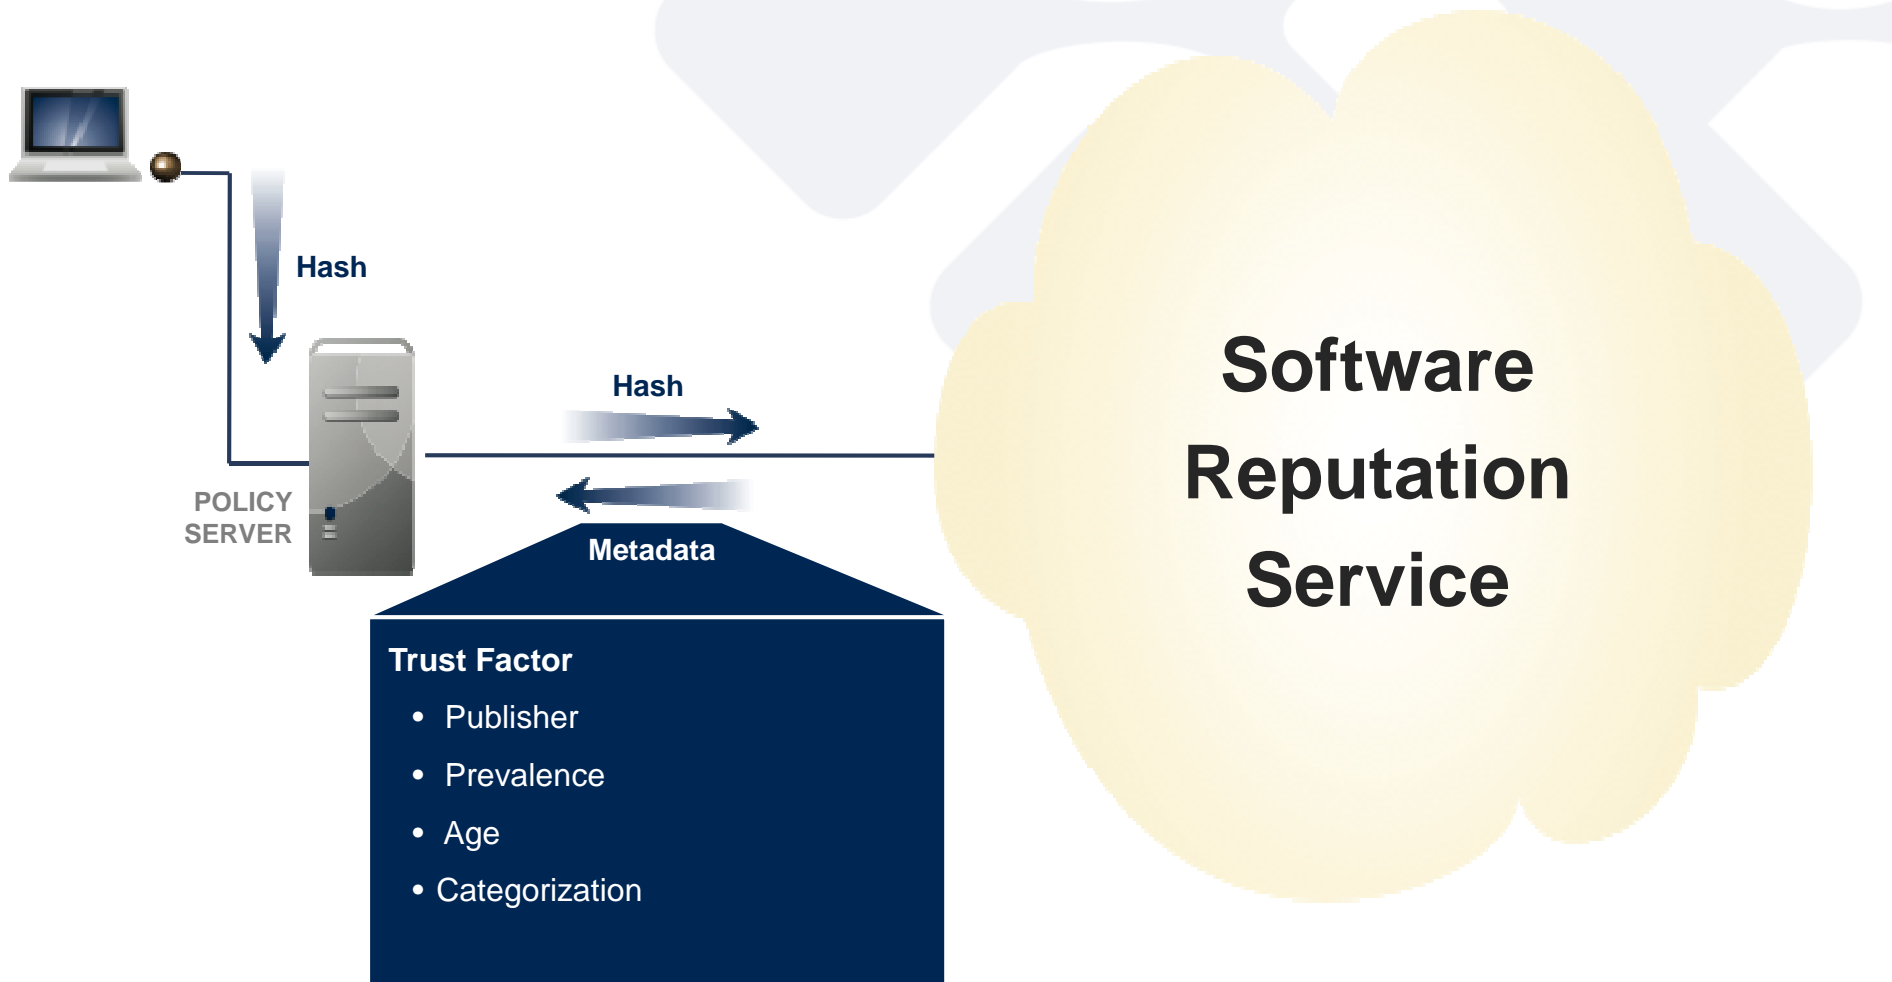 Hash
Hash
Software
Reputation
Service
POLICY
SERVER
Metadata
Trust Factor
• Publisher
• Prevalence
• Age
• Categorization